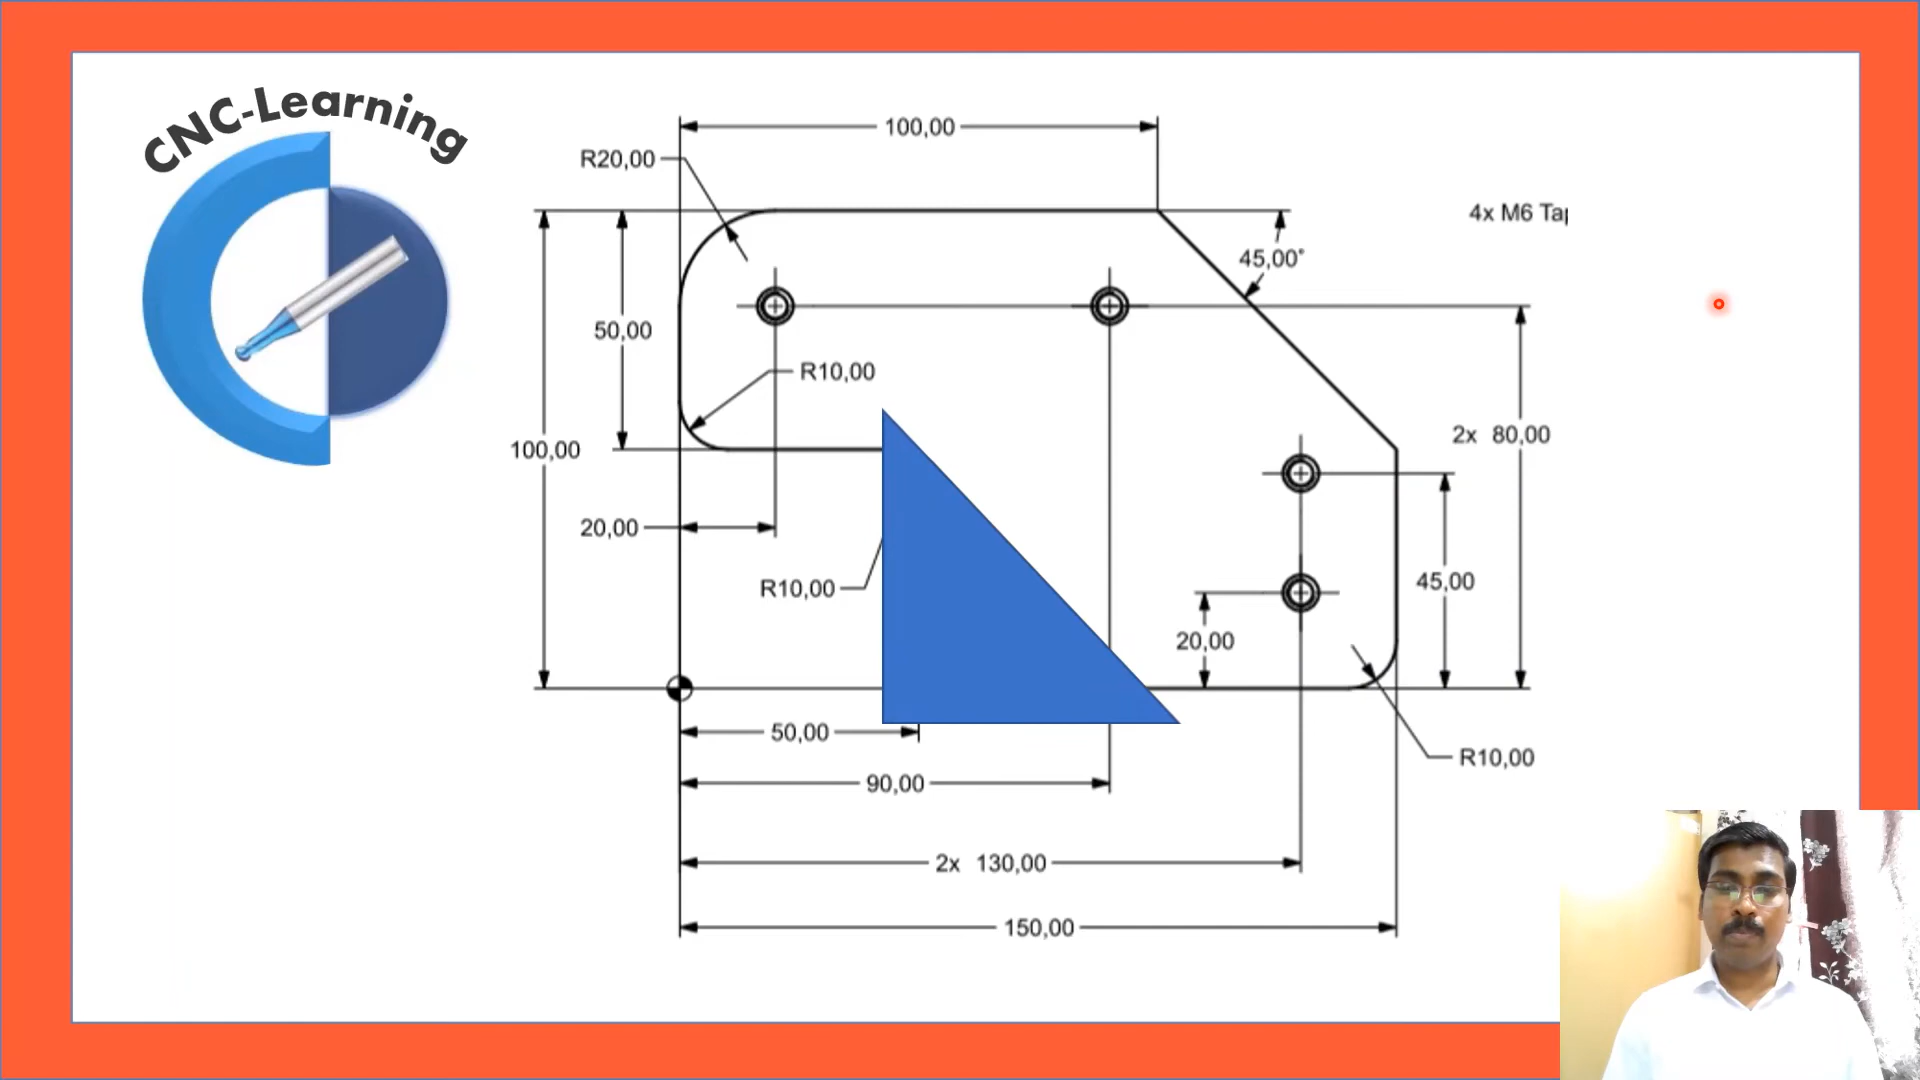 CNC-Learning
100,00
R20,00
4x M6
45,00°
50,00
R10,00
2x 80,00
100,00
20,00
45,00
R10,00
20,00
50,00
R10,00
90,00
2x 130,00
150,00